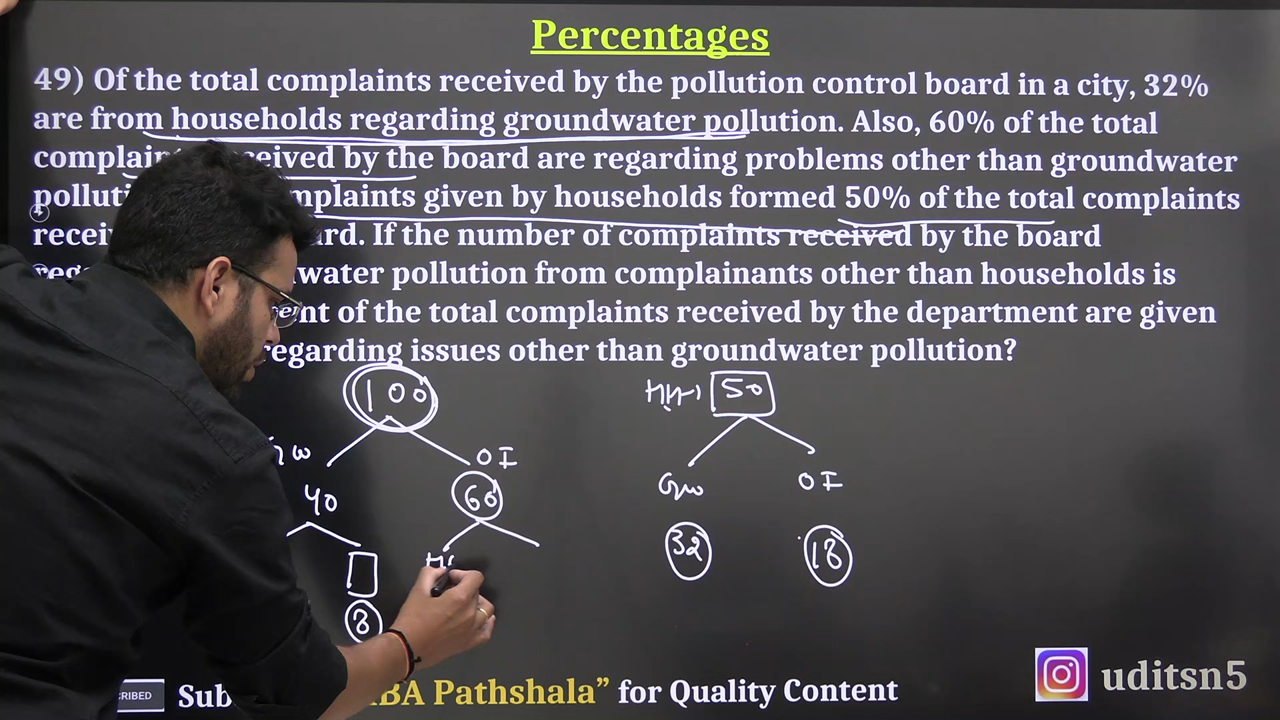 Percentages
49) Of the total complaints received by the pollution control board in a city, 32%
are from households regarding groundwater pollution. Also, 60% of the total
complain ceived by the board are regarding problems other than groundwater
polluti mplaints given by households formed 50% of the total complaints
recei rd. If the number of complaints received by the board
water pollution from complainants other than households is
nt of the total complaints received by the department are given
regarding issues other than groundwater pollution?
100
50
OI
OI
40
60
32
18
8
CRIBED
Sub BA Pathshala” for Quality Content
uditsn5